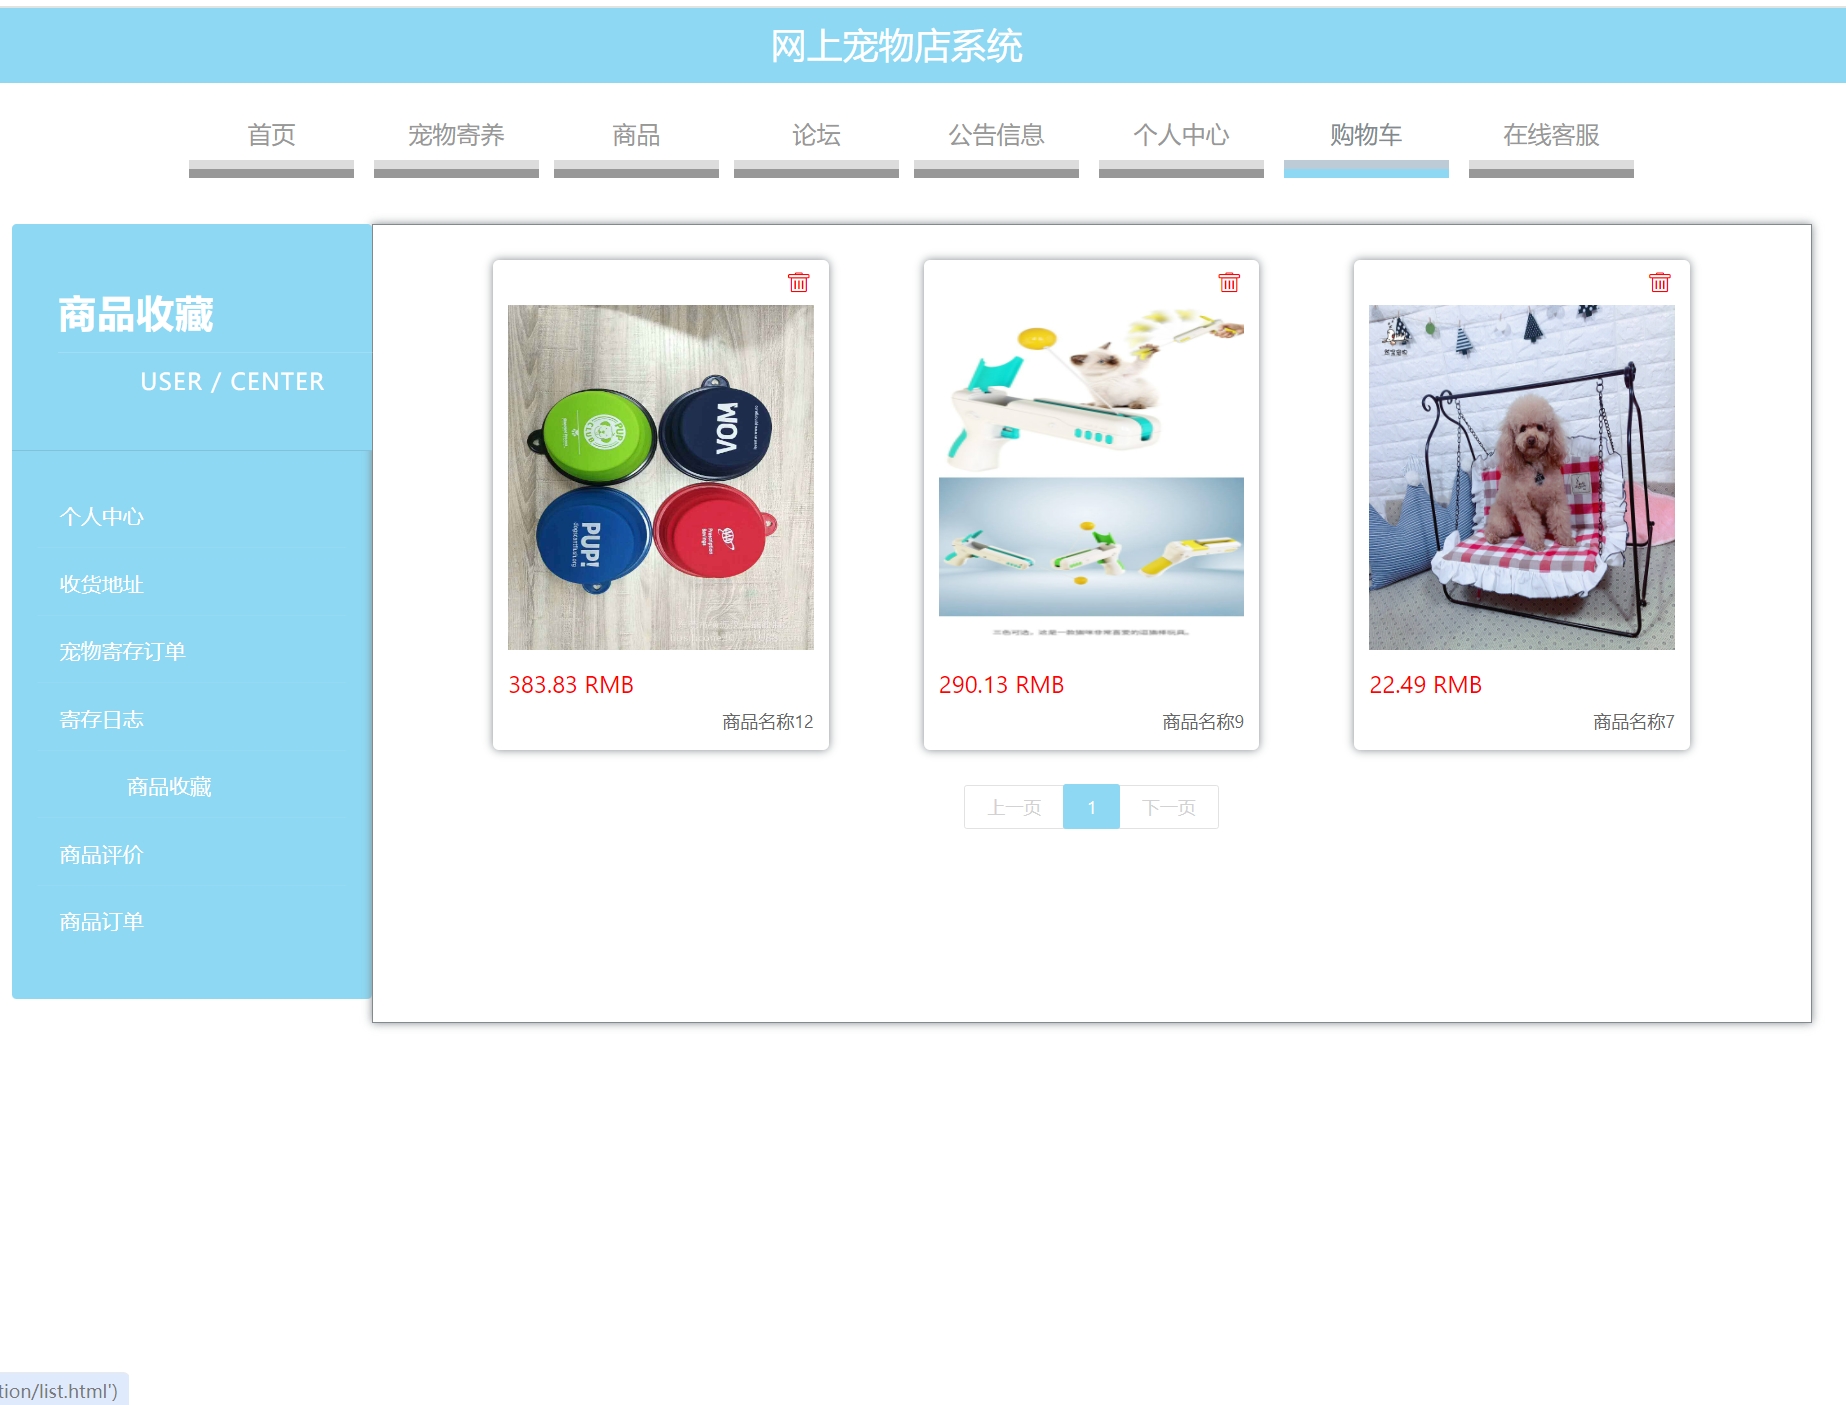 网上宠物店系统
首页 宠物寄养 商品 论坛 公告信息 个人中心 购物车 在线客服
商品收藏
USER / CENTER
个人中心
收货地址
宠物寄存订单
寄存日志
商品收藏
商品评价
商品订单
WOA
PUP!
383.83 RMB
商品名称12
290.13 RMB
商品名称9
22.49 RMB
商品名称7
上一页 1 下一页
tion/list.html')